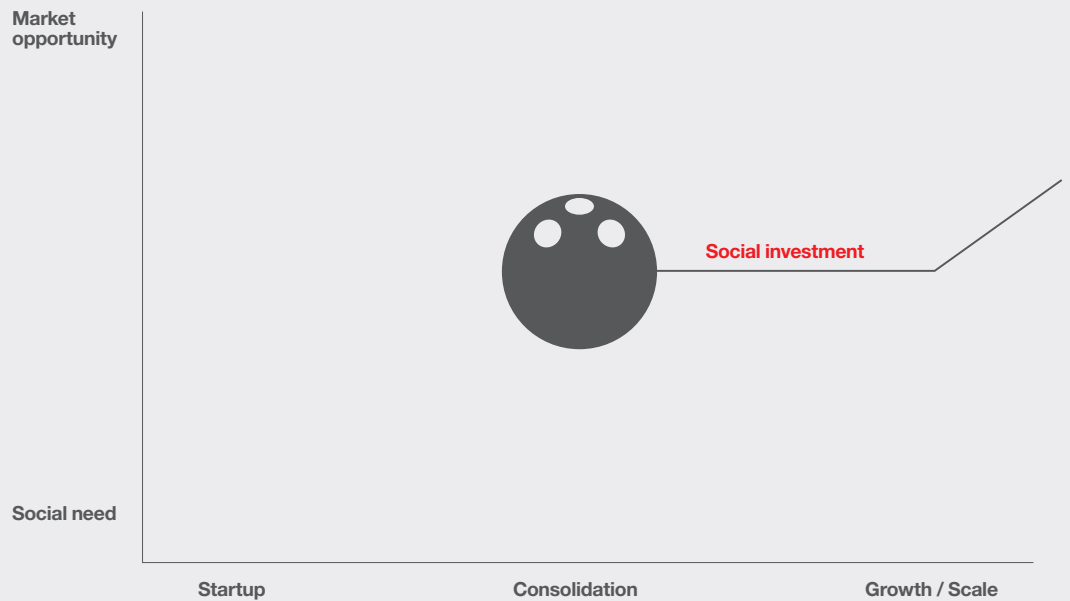 Market
opportunity
Social investment
Social need
Startup
Consolidation
Growth / Scale